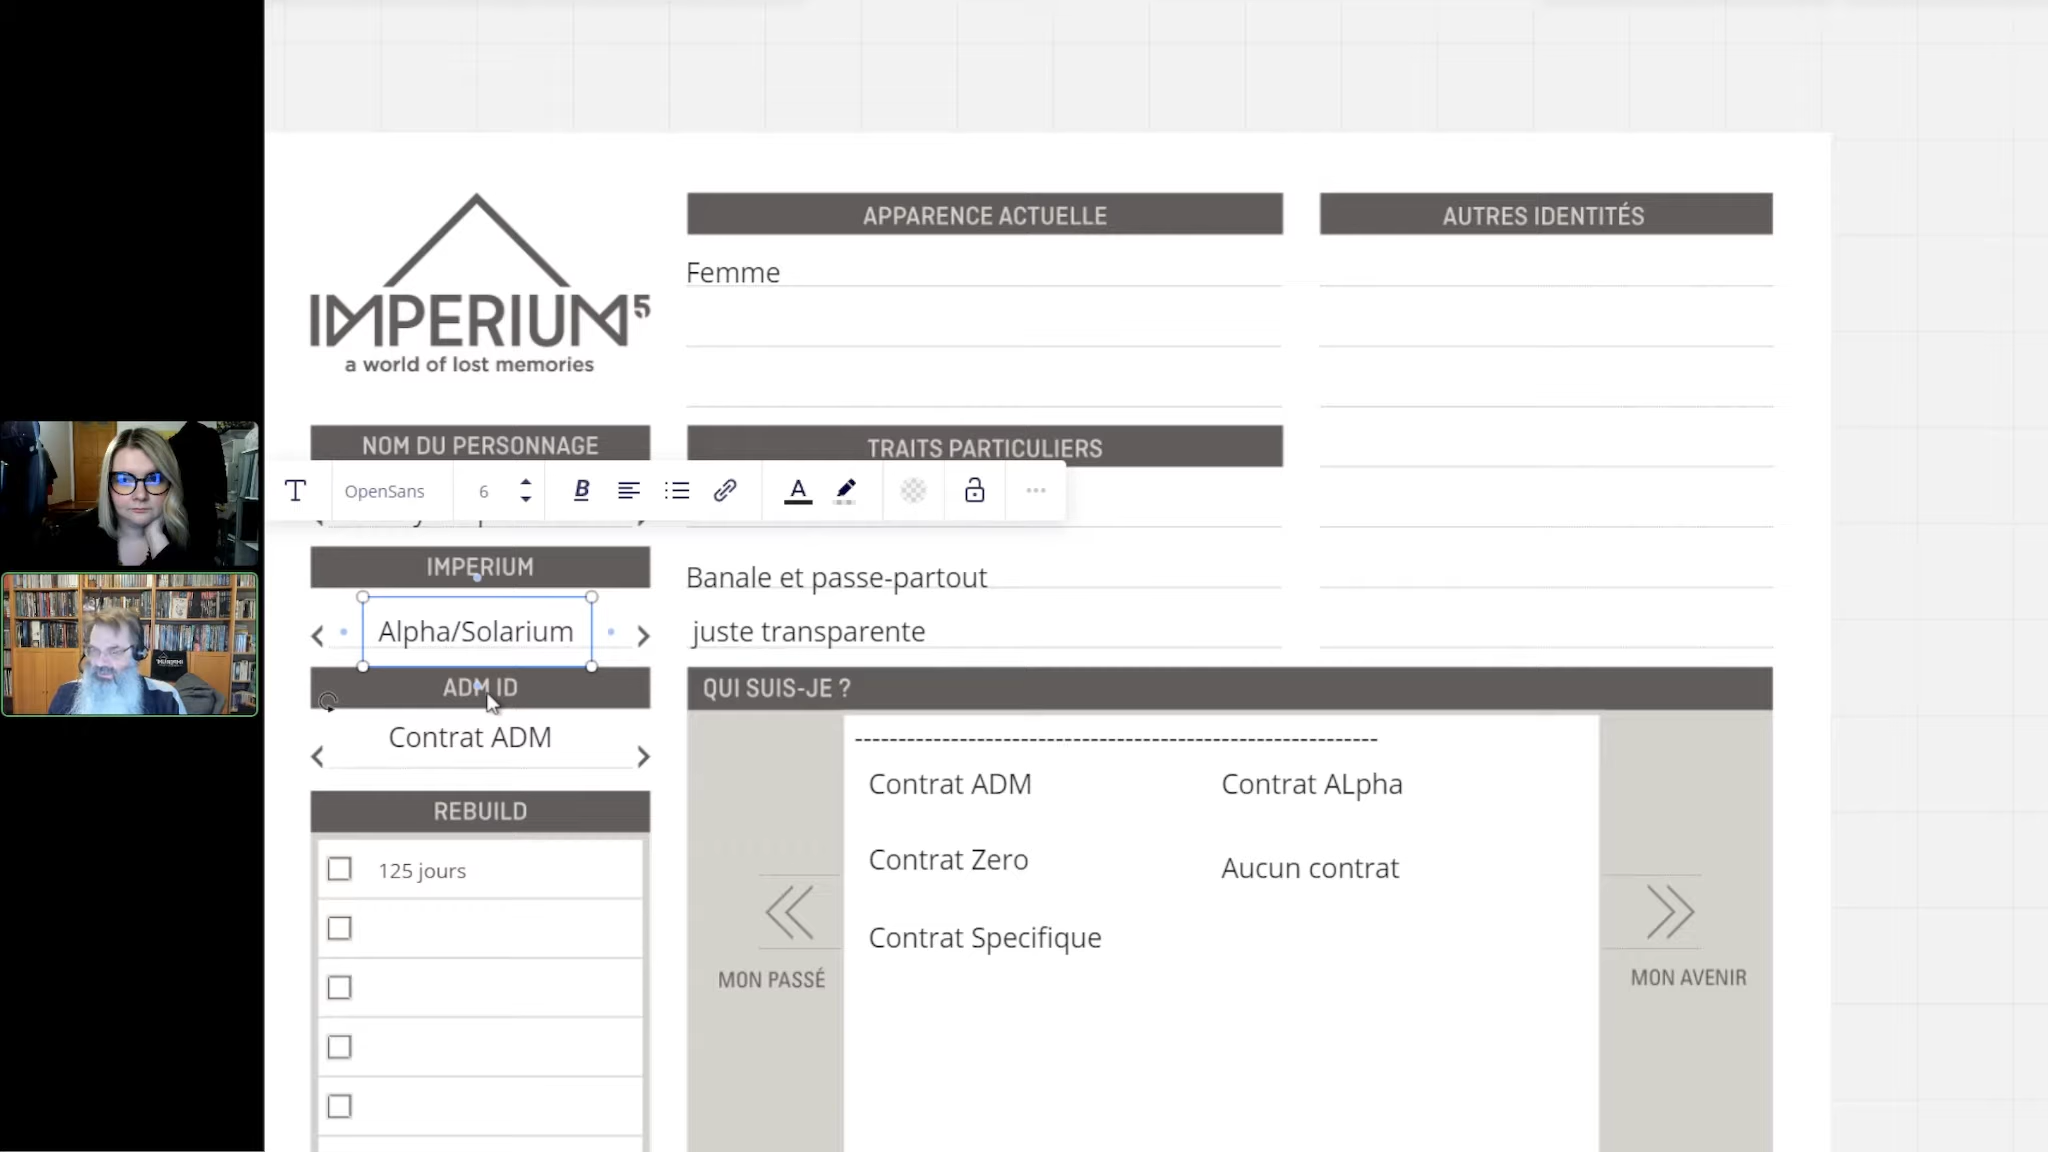 IMPERIUM5
a world of lost memories
APPARENCE ACTUELLE
Femme
AUTRES IDENTITÉS
NOM DU PERSONNAGE
TRAITS PARTICULIERS
OpenSans
6
B
A
IMPERIUM
Alpha/Solarium
Banale et passe-partout
juste transparente
ADM ID
Contrat ADM
REBUILD
125 jours
QUI SUIS-JE ?
------------------------------------------------------------
Contrat ADM
Contrat ALpha
Contrat Zero
Aucun contrat
Contrat Specifique
MON PASSÉ
MON AVENIR